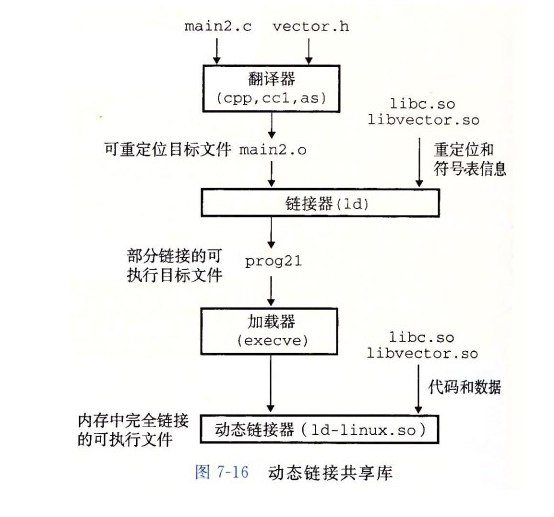 main2.c vector.h
翻译器
(cpp,cc1,as)
libc.so
libvector.so
可重定位目标文件 main2.o
重定位和
符号表信息
链接器(ld)
部分链接的可
执行目标文件
prog21
加载器
(execve)
libc.so
libvector.so
代码和数据
内存中完全链接
的可执行文件
动态链接器(ld-linux.so)
图 7-16 动态链接共享库